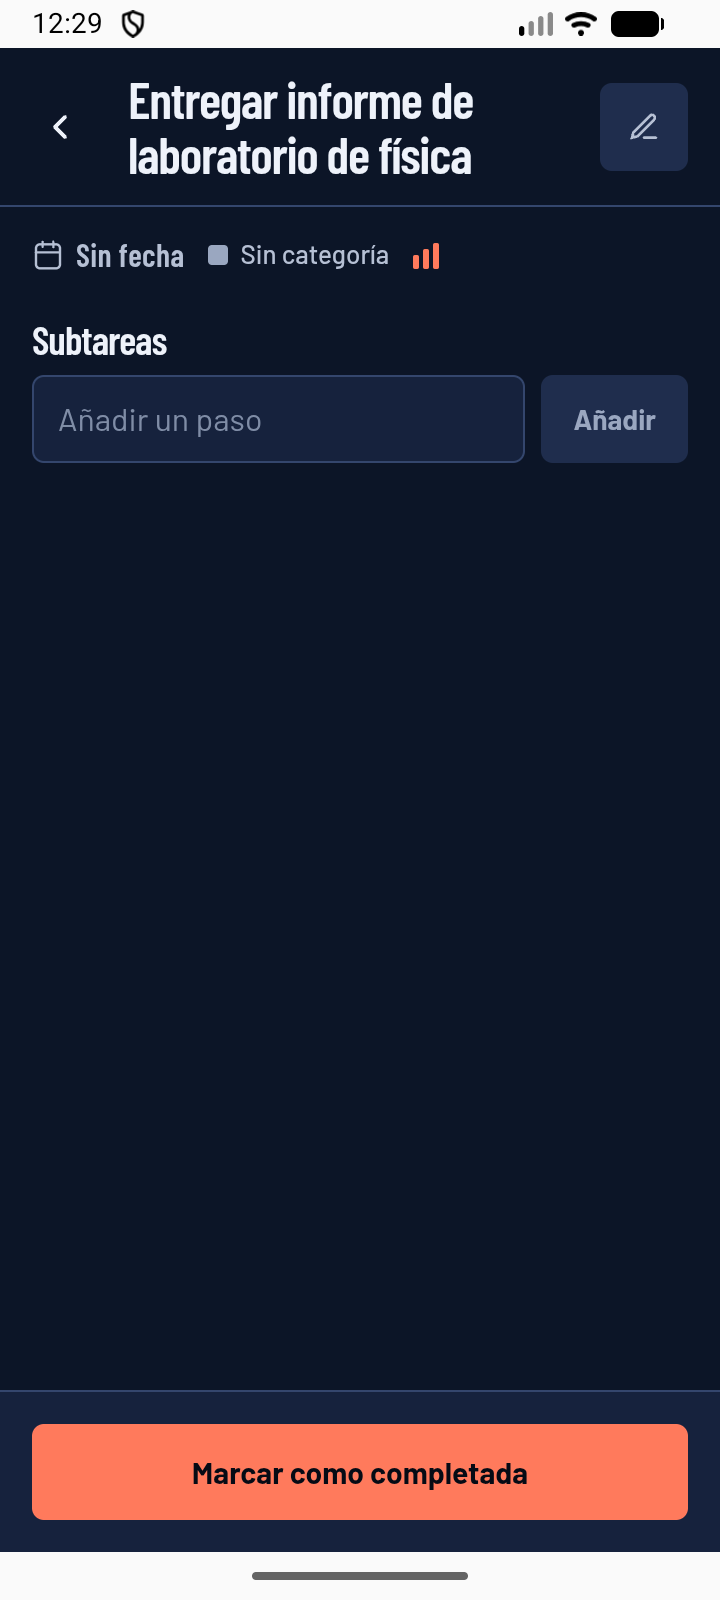 12:29
Entregar informe de
laboratorio de física
Sin fecha
Sin categoría
Subtareas
Añadir un paso
Añadir
Marcar como completada